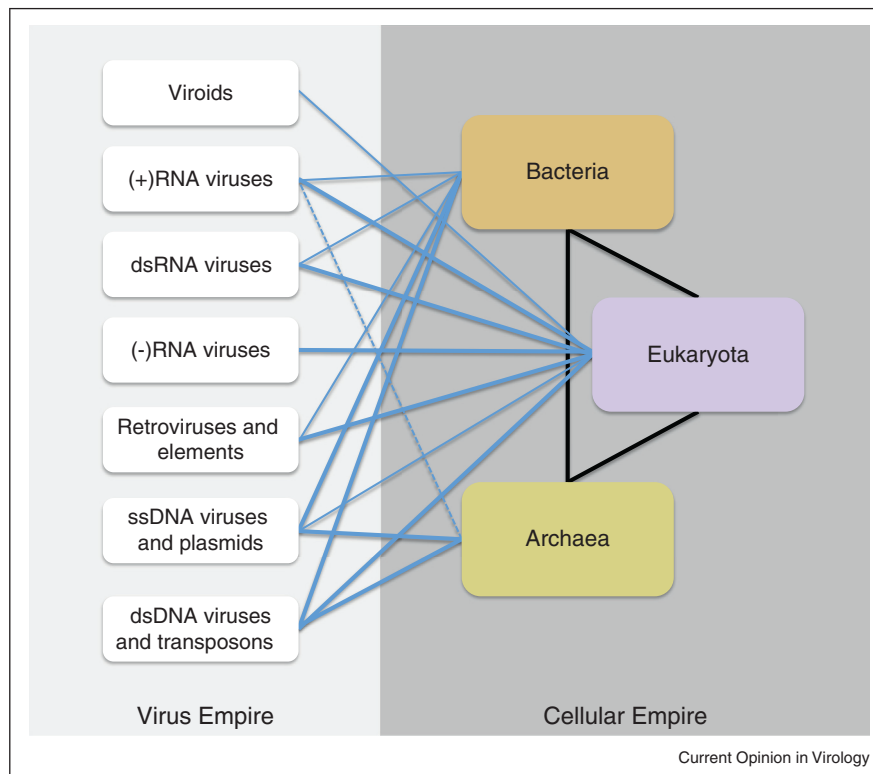 Viroids
(+)RNA viruses
dsRNA viruses
(-)RNA viruses
Retroviruses and
elements
ssDNA viruses
and plasmids
dsDNA viruses
and transposons
Virus Empire
Bacteria
Eukaryota
Archaea
Cellular Empire
Current Opinion in Virology